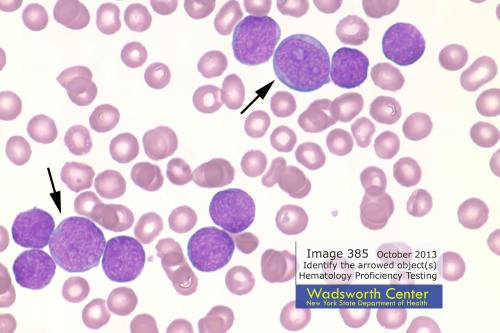 Image 385 October 2013
Identify the arrowed object(s)
Hematology Proficiency Testing
Wadsworth Center
New York State Department of Health